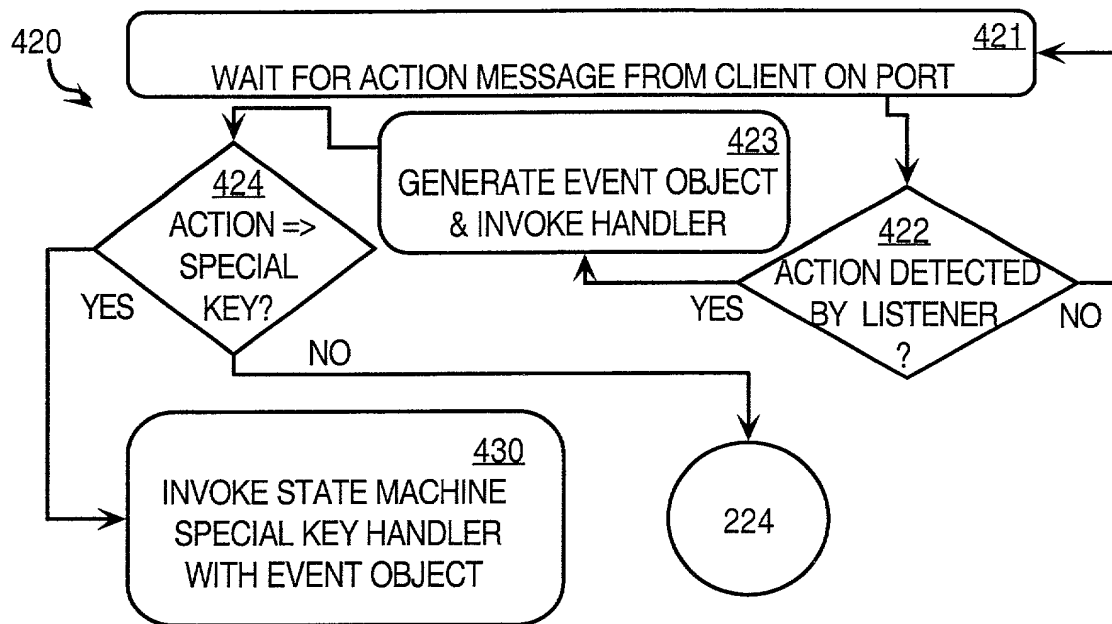 420
421
WAIT FOR ACTION MESSAGE FROM CLIENT ON PORT
423
GENERATE EVENT OBJECT
& INVOKE HANDLER
424
ACTION =>
SPECIAL
KEY?
YES
NO
422
ACTION DETECTED
BY LISTENER
?
YES
NO
430
INVOKE STATE MACHINE
SPECIAL KEY HANDLER
WITH EVENT OBJECT
224